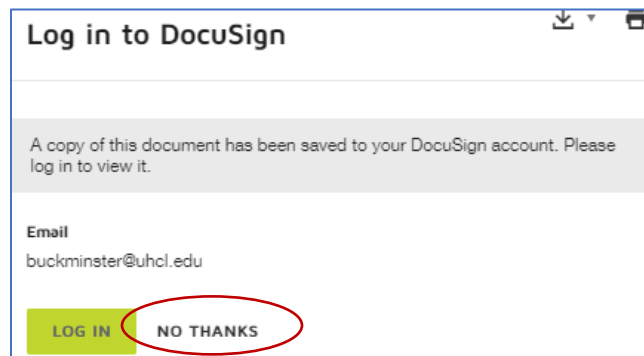 Log in to DocuSign
A copy of this document has been saved to your DocuSign account. Please
log in to view it.
Email
buckminster@uhcl.edu
LOG IN NO THANKS